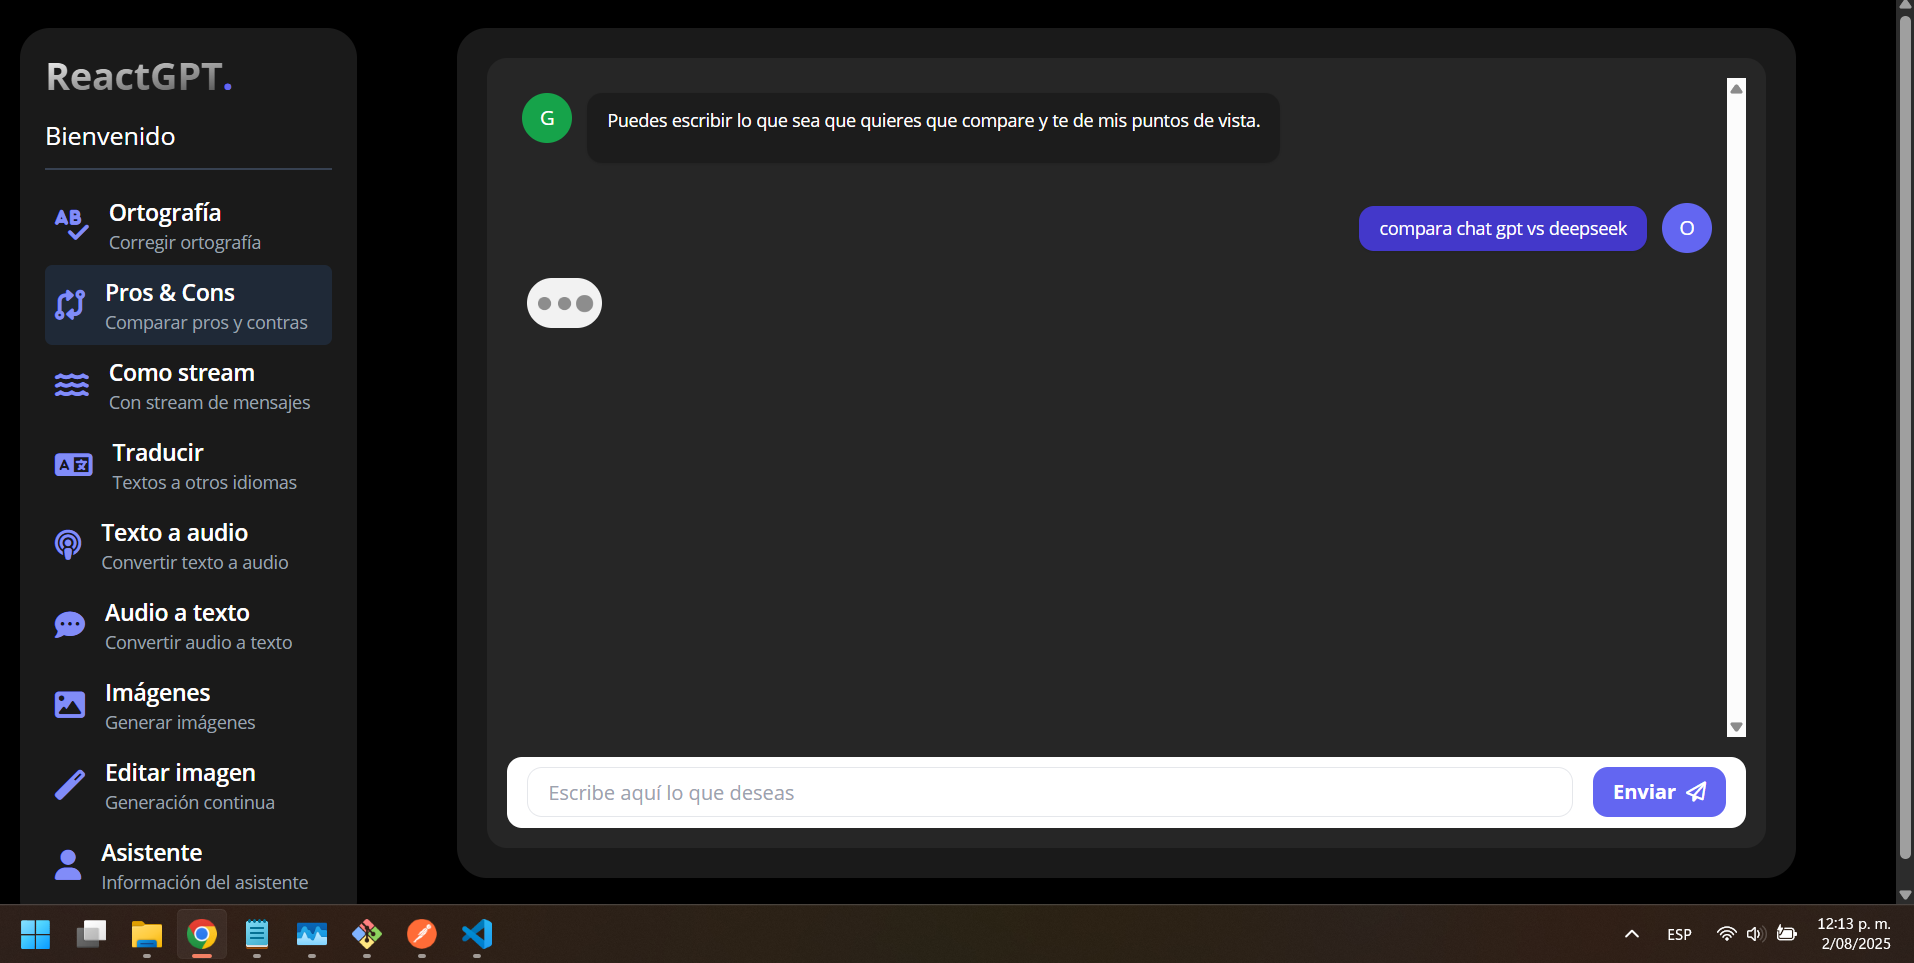 ReactGPT.
Bienvenido
Ortografía
Corregir ortografía
Pros & Cons
Comparar pros y contras
Como stream
Con stream de mensajes
Traducir
Textos a otros idiomas
Texto a audio
Convertir texto a audio
Audio a texto
Convertir audio a texto
Imágenes
Generar imágenes
Editar imagen
Generación continua
Asistente
Información del asistente
G
Puedes escribir lo que sea que quieres que compare y te de mis puntos de vista.
compara chat gpt vs deepseek
O
Escribe aquí lo que deseas
Enviar
ESP
12:13 p. m.
2/08/2025